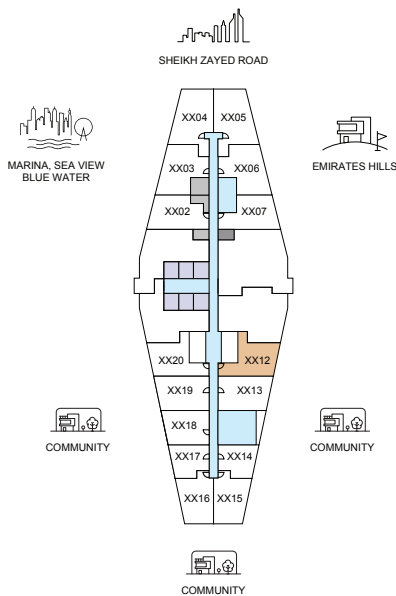 SHEIKH ZAYED ROAD
XX04 XX05
MARINA, SEA VIEW
BLUE WATER
XX03 XX06
EMIRATES HILLS
XX02 XX07
XX20 XX12
XX19 XX13
XX18
COMMUNITY
COMMUNITY
XX17 XX14
XX16 XX15
COMMUNITY